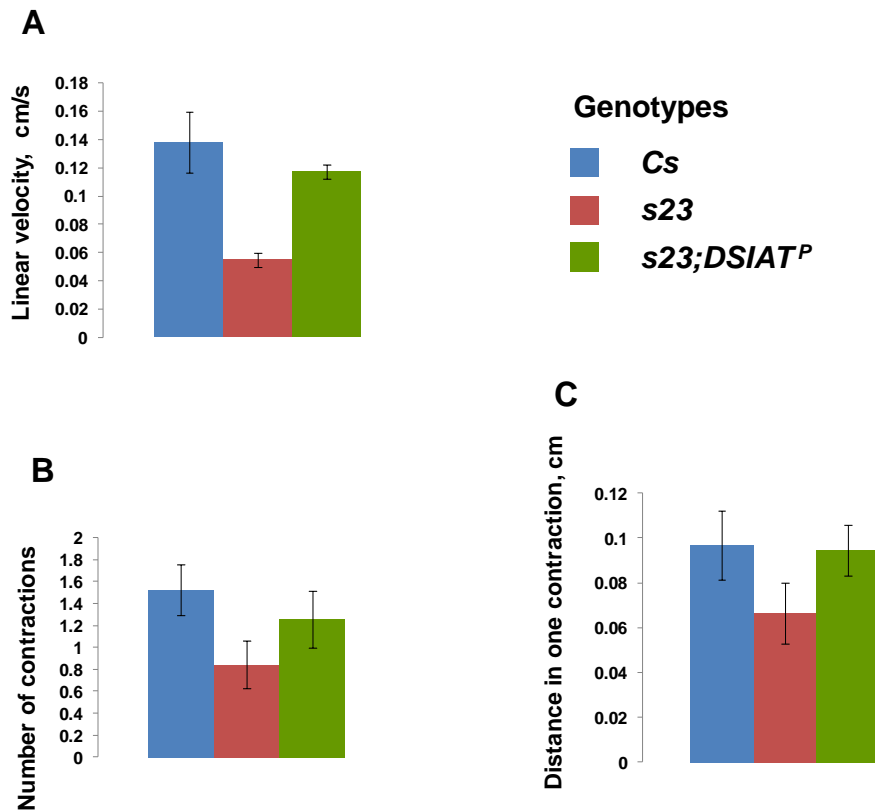 A
Linear velocity, cm/s
0.18
0.16
0.14
0.12
0.1
0.08
0.06
0.04
0.02
0
Genotypes
Cs
s23
s23;DSIAT^P
B
Number of contractions
2
1.8
1.6
1.4
1.2
1
0.8
0.6
0.4
0.2
0
C
Distance in one contraction, cm
0.12
0.1
0.08
0.06
0.04
0.02
0